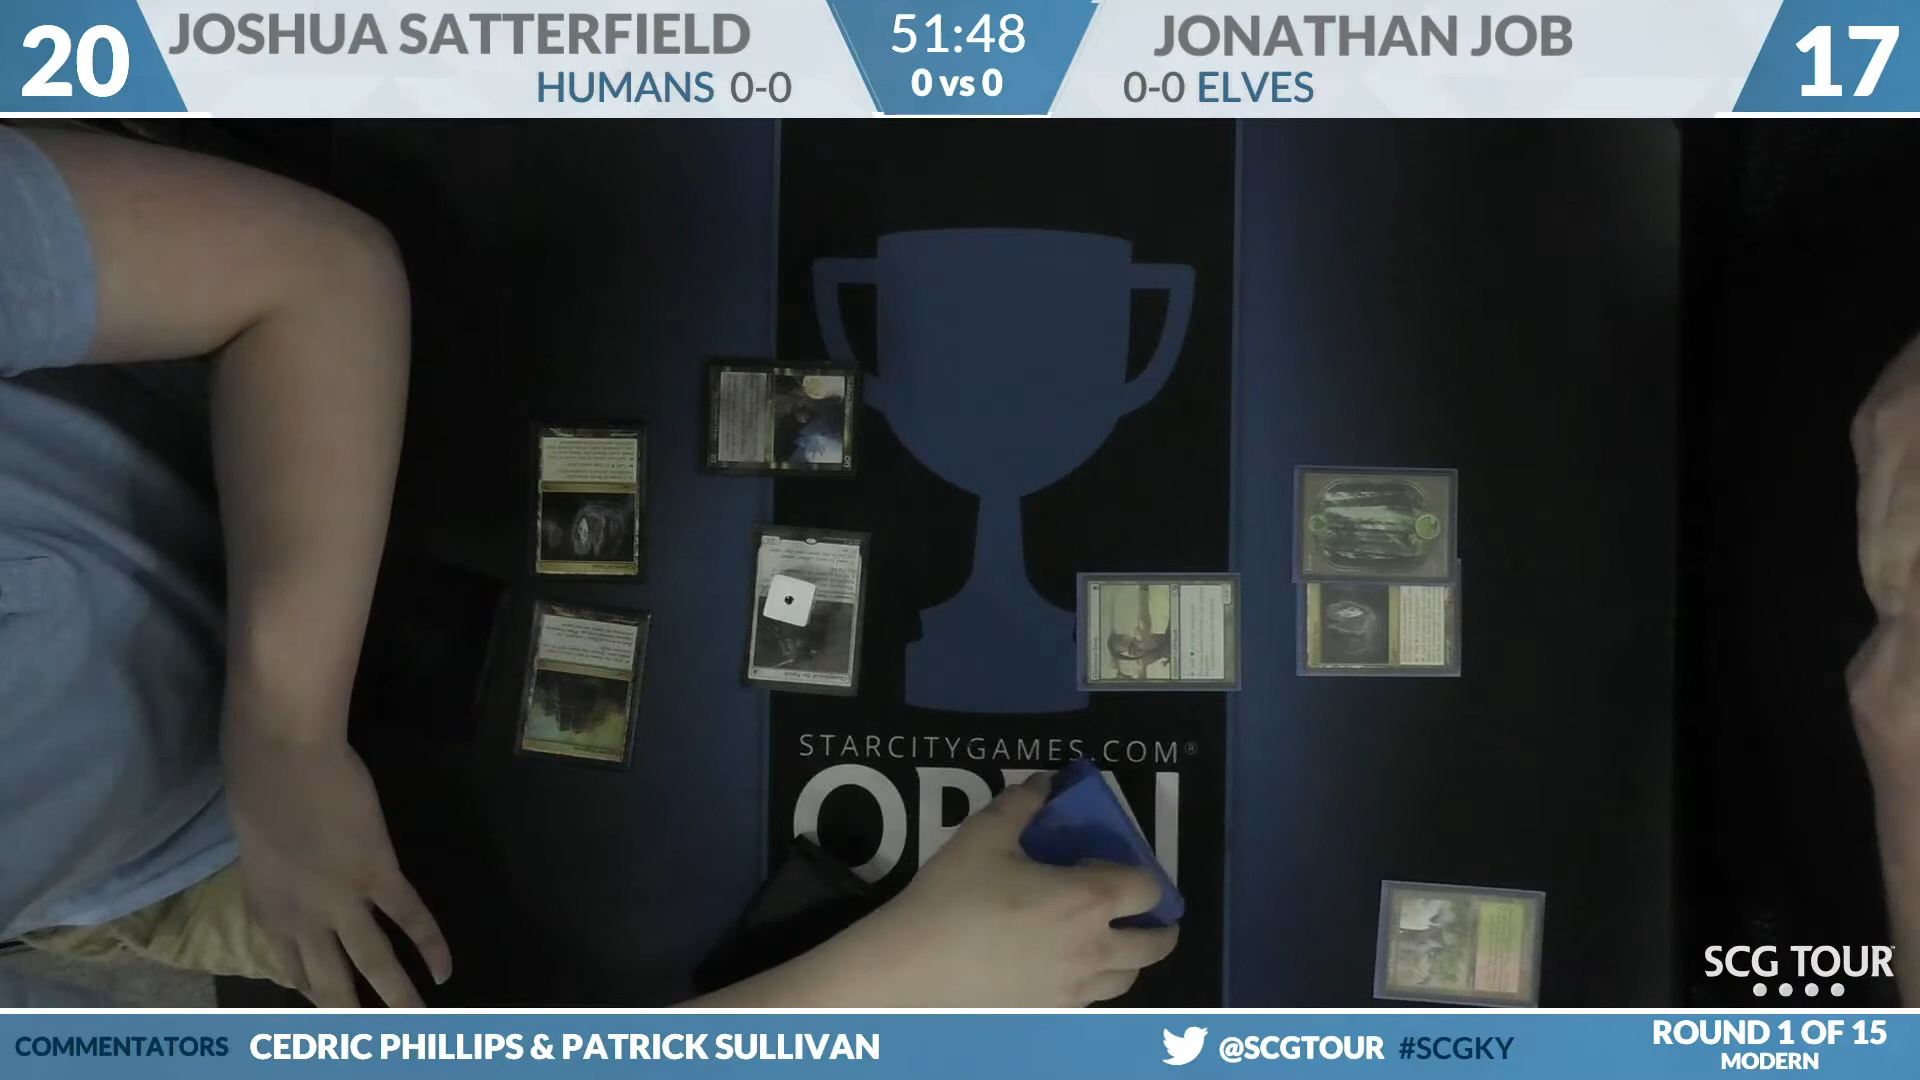 20
JOSHUA SATTERFIELD
HUMANS 0-0
51:48
0 vs 0
JONATHAN JOB
0-0 ELVES
17
STARCITYGAMES.COM®
OPEN
SCG TOUR
COMMENTATORS CEDRIC PHILLIPS & PATRICK SULLIVAN
@SCGTOUR #SCGKY
ROUND 1 OF 15
MODERN